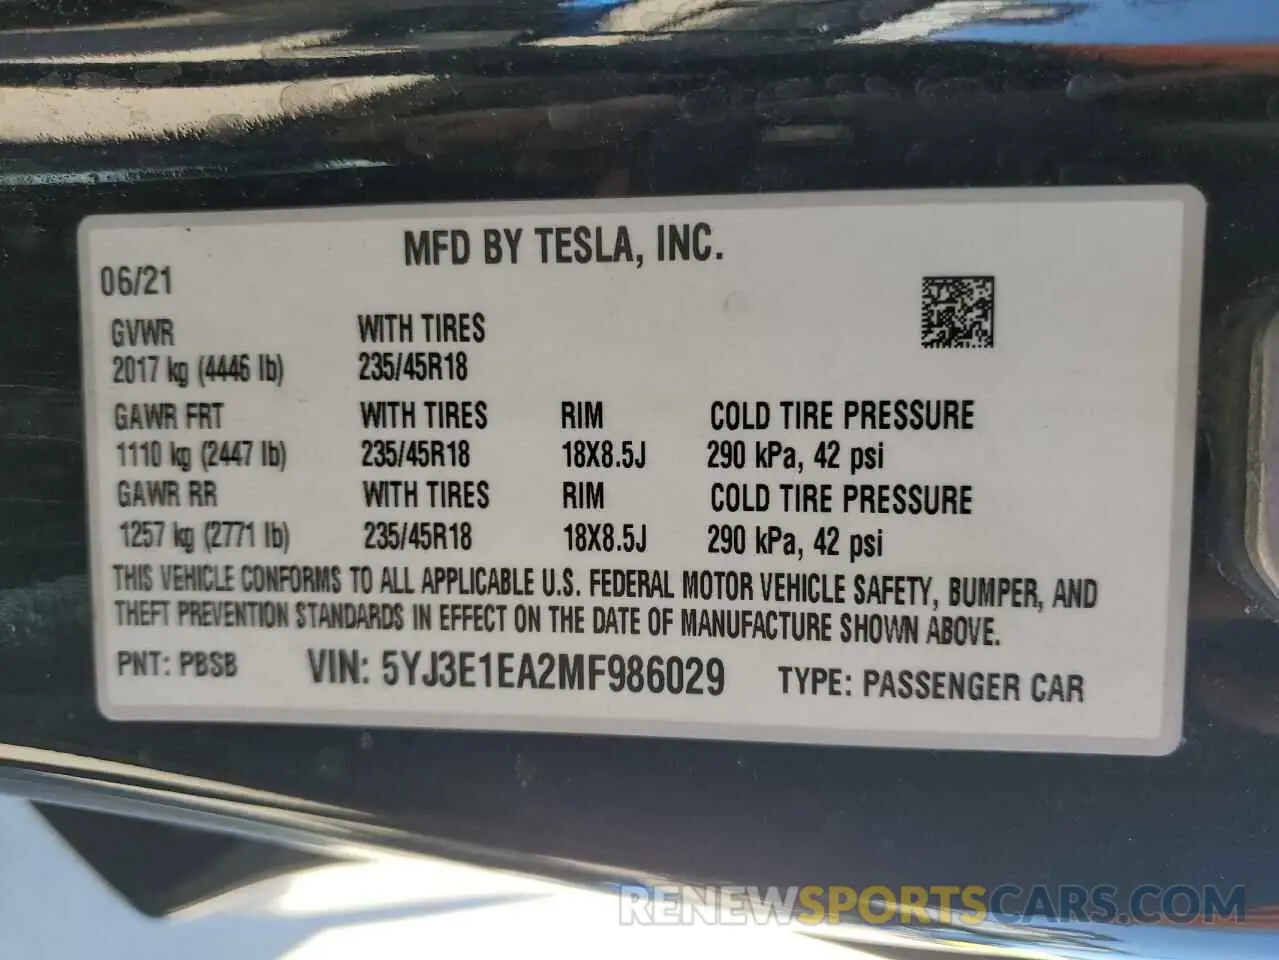 MFD BY TESLA, INC.
06/21
GVWR WITH TIRES
2017 kg (4446 lb) 235/45R18
GAWR FRT WITH TIRES RIM COLD TIRE PRESSURE
1110 kg (2447 lb) 235/45R18 18X8.5J 290 kPa, 42 psi
GAWR RR WITH TIRES RIM COLD TIRE PRESSURE
1257 kg (2771 lb) 235/45R18 18X8.5J 290 kPa, 42 psi
THIS VEHICLE CONFORMS TO ALL APPLICABLE U.S. FEDERAL MOTOR VEHICLE SAFETY, BUMPER, AND
THEFT PREVENTION STANDARDS IN EFFECT ON THE DATE OF MANUFACTURE SHOWN ABOVE.
PNT: PBSB VIN: 5YJ3E1EA2MF986029 TYPE: PASSENGER CAR
RENEWSPORTSCARS.COM